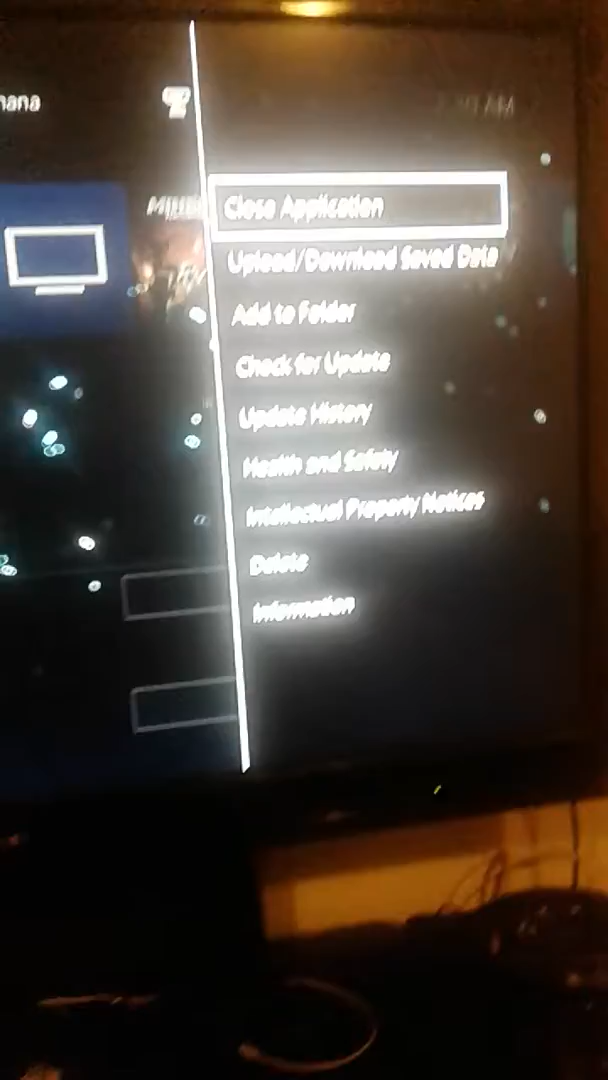 Close Application
Upload/Download Saved Data
Add to Folder
Check for Update
Update History
Health and Safety
Intellectual Property Notices
Delete
Information